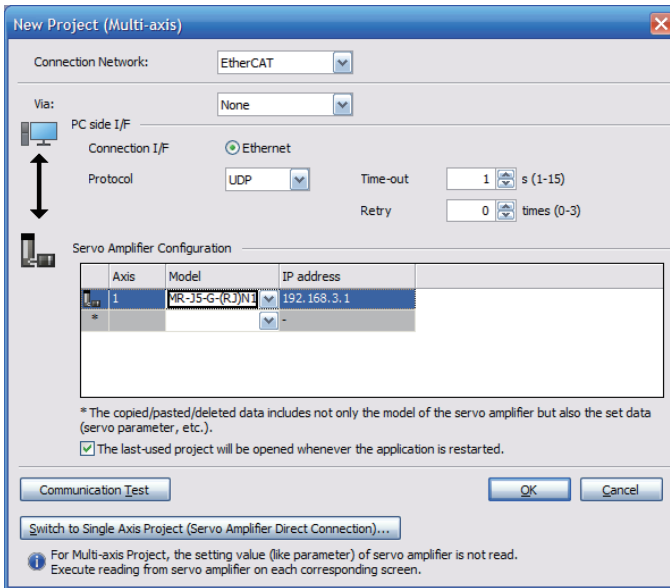 New Project (Multi-axis)
Connection Network: EtherCAT
Via: None
PC side I/F
Connection I/F Ethernet
Protocol UDP Time-out 1 s (1-15)
Retry 0 times (0-3)
Servo Amplifier Configuration
Axis Model IP address
1 MR-J5-G-(RJ)N1 192.168.3.1
* -
* The copied/pasted/deleted data includes not only the model of the servo amplifier but also the set data
(servo parameter, etc.).
The last-used project will be opened whenever the application is restarted.
Communication Test OK Cancel
Switch to Single Axis Project (Servo Amplifier Direct Connection)...
For Multi-axis Project, the setting value (like parameter) of servo amplifier is not read.
Execute reading from servo amplifier on each corresponding screen.